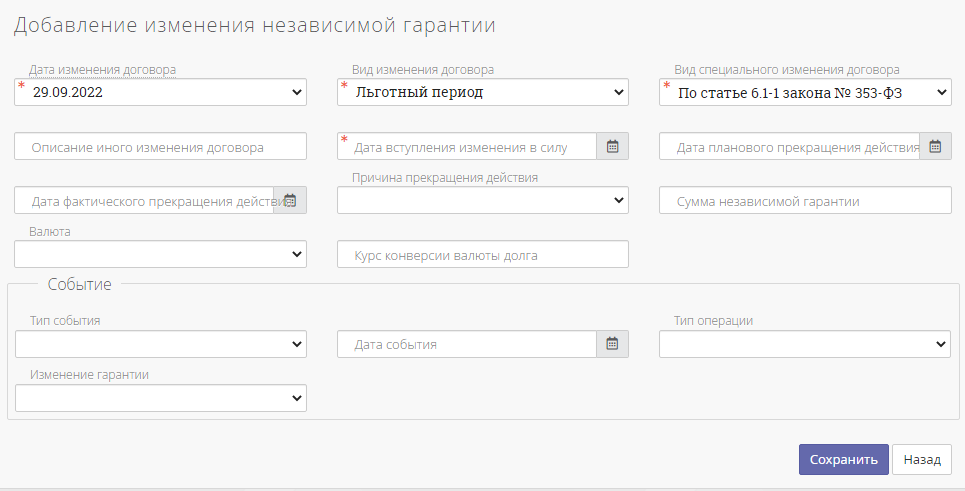 Добавление изменения независимой гарантии
Дата изменения договора
* 29.09.2022
Вид изменения договора
* Льготный период
Вид специального изменения договора
* По статье 6.1-1 закона № 353-ФЗ
Описание иного изменения договора
* Дата вступления изменения в силу
Дата планового прекращения действия
Дата фактического прекращения действия
Причина прекращения действия
Сумма независимой гарантии
Валюта
Курс конверсии валюты долга
Событие
Тип события
Дата события
Тип операции
Изменение гарантии
Сохранить
Назад